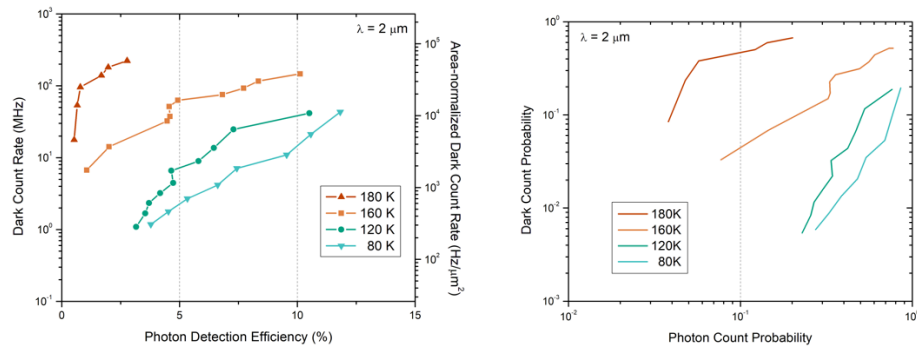 λ = 2 μm
Dark Count Rate (MHz)
10³
10²
10¹
10⁰
10⁻¹
0
5
10
15
Photon Detection Efficiency (%)
Area-normalized Dark Count Rate (Hz/μm²)
10⁵
10⁴
10³
10²
180 K
160 K
120 K
80 K
λ = 2 μm
Dark Count Probability
10⁰
10⁻¹
10⁻²
10⁻³
10⁻²
10⁻¹
10⁰
Photon Count Probability
180K
160K
120K
80K